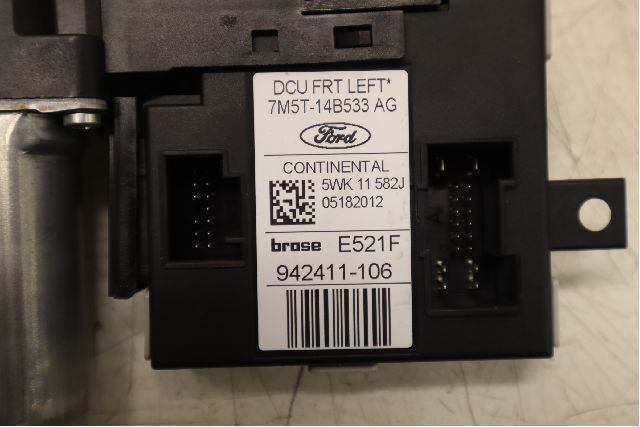 DCU FRT LEFT*
7M5T-14B533 AG
Ford
CONTINENTAL
5WK 11 582J
05182012
brose E521F
942411-106